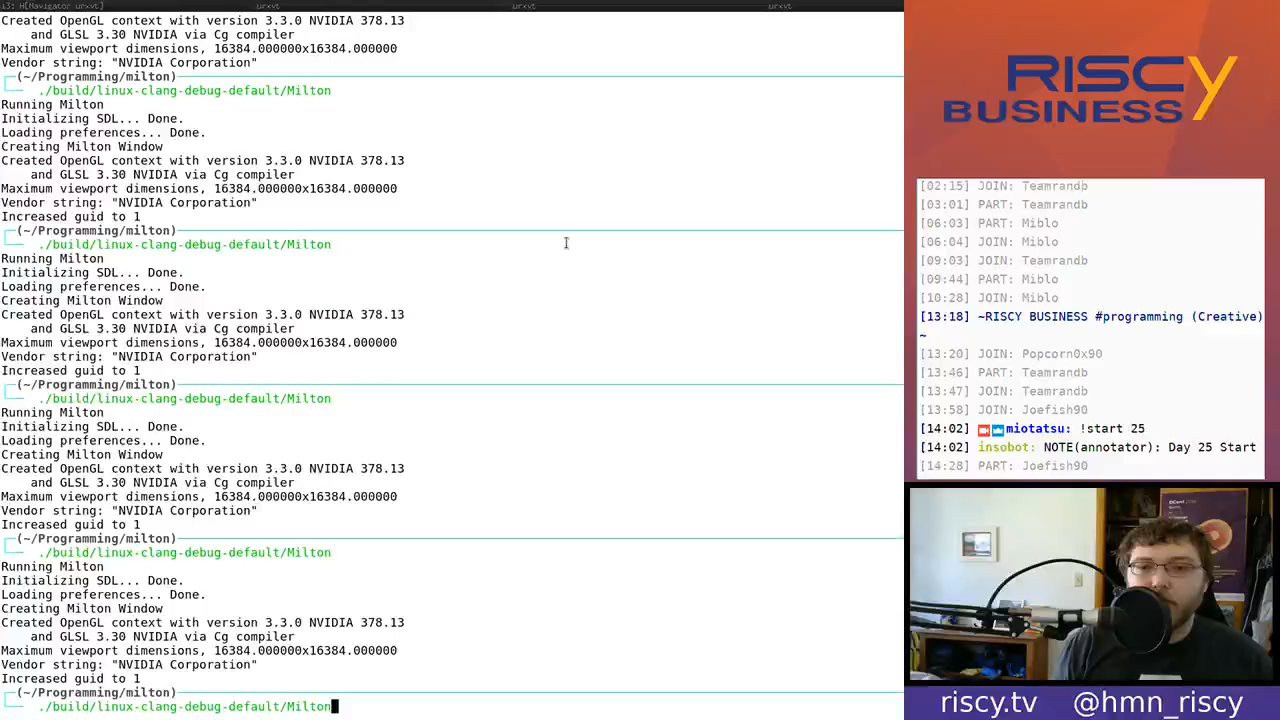 i3: H[Navigator urxvt] urxvt urxvt urxvt
Created OpenGL context with version 3.3.0 NVIDIA 378.13
and GLSL 3.30 NVIDIA via Cg compiler
Maximum viewport dimensions, 16384.000000x16384.000000
Vendor string: "NVIDIA Corporation"
(~/Programming/milton)
./build/linux-clang-debug-default/Milton
Running Milton
Initializing SDL... Done.
Loading preferences... Done.
Creating Milton Window
Created OpenGL context with version 3.3.0 NVIDIA 378.13
and GLSL 3.30 NVIDIA via Cg compiler
Maximum viewport dimensions, 16384.000000x16384.000000
Vendor string: "NVIDIA Corporation"
Increased guid to 1
(~/Programming/milton)
./build/linux-clang-debug-default/Milton
Running Milton
Initializing SDL... Done.
Loading preferences... Done.
Creating Milton Window
Created OpenGL context with version 3.3.0 NVIDIA 378.13
and GLSL 3.30 NVIDIA via Cg compiler
Maximum viewport dimensions, 16384.000000x16384.000000
Vendor string: "NVIDIA Corporation"
Increased guid to 1
(~/Programming/milton)
./build/linux-clang-debug-default/Milton
Running Milton
Initializing SDL... Done.
Loading preferences... Done.
Creating Milton Window
Created OpenGL context with version 3.3.0 NVIDIA 378.13
and GLSL 3.30 NVIDIA via Cg compiler
Maximum viewport dimensions, 16384.000000x16384.000000
Vendor string: "NVIDIA Corporation"
Increased guid to 1
(~/Programming/milton)
./build/linux-clang-debug-default/Milton
Running Milton
Initializing SDL... Done.
Loading preferences... Done.
Creating Milton Window
Created OpenGL context with version 3.3.0 NVIDIA 378.13
and GLSL 3.30 NVIDIA via Cg compiler
Maximum viewport dimensions, 16384.000000x16384.000000
Vendor string: "NVIDIA Corporation"
Increased guid to 1
(~/Programming/milton)
./build/linux-clang-debug-default/Milton
RISCY
BUSINESS
[02:15] JOIN: Teamrandb
[03:01] PART: Teamrandb
[06:03] PART: Miblo
[06:04] JOIN: Miblo
[09:03] JOIN: Teamrandb
[09:44] PART: Miblo
[10:28] JOIN: Miblo
[13:18] ~RISCY BUSINESS #programming (Creative)
~
[13:20] JOIN: Popcorn0x90
[13:46] PART: Teamrandb
[13:47] JOIN: Teamrandb
[13:58] JOIN: Joefish90
[14:02] miotatsu: !start 25
[14:02] insobot: NOTE(annotator): Day 25 Start
[14:28] PART: Joefish90
riscy.tv @hmn_riscy